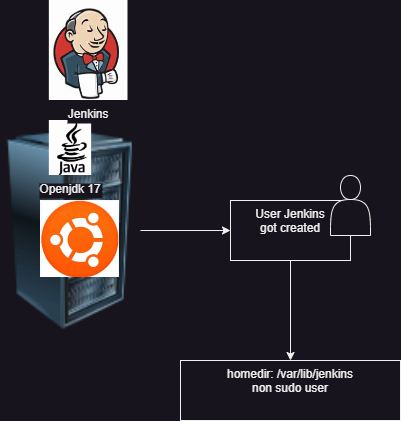 Jenkins
Java
Openjdk 17
User Jenkins
got created
homedir: /var/lib/jenkins
non sudo user